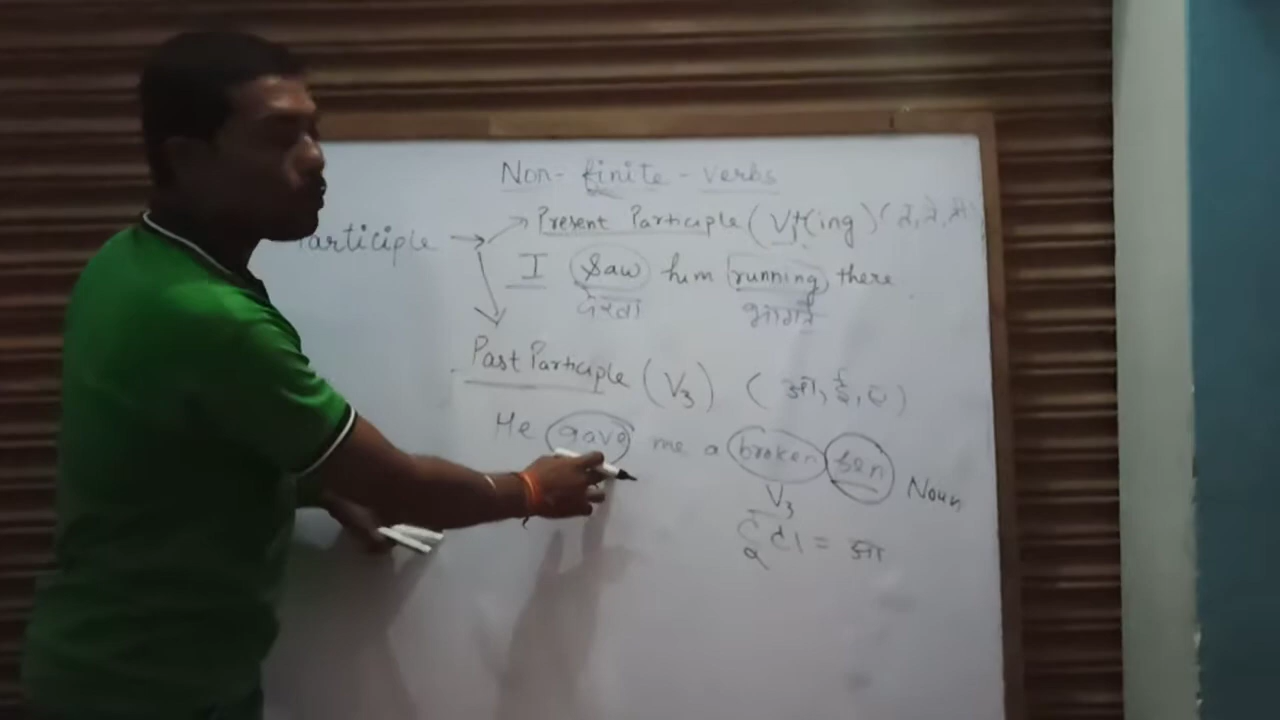 Non-finite-verbs
Participle → Present Participle (V1+ing) (ते, ते, ती)
I saw him running there
देखा भागते
Past Participle (V3) (आ, ई, ए)
He gave me a broken Noun
V3
टूटा = आ